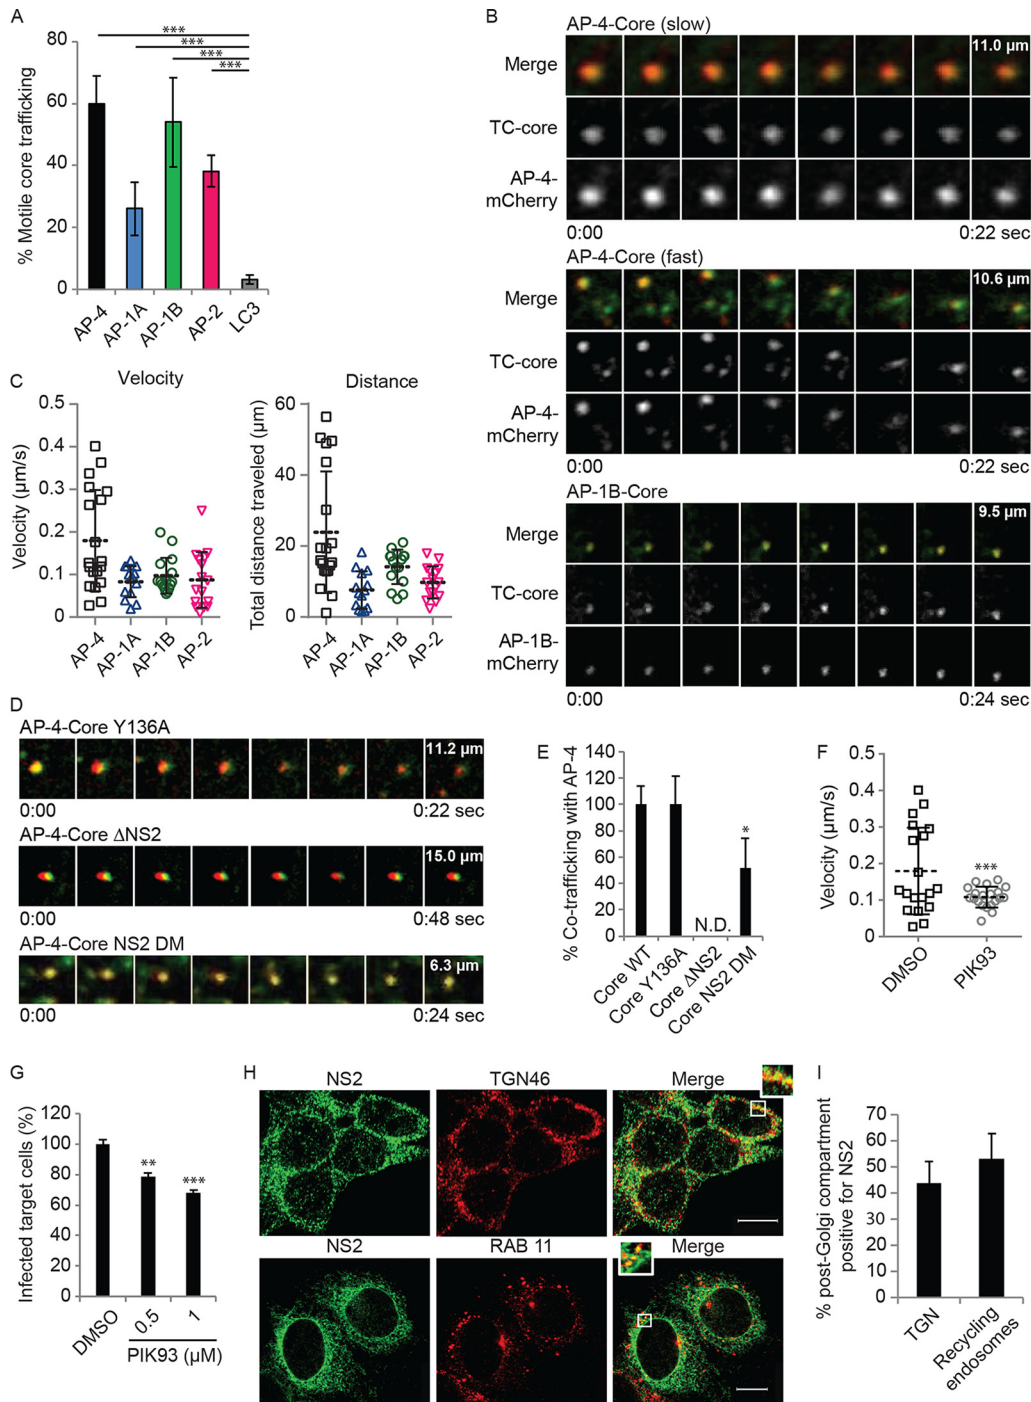 A
***
***
***
***
% Motile core trafficking
80
60
40
20
0
AP-4
AP-1A
AP-1B
AP-2
LC3
B
AP-4-Core (slow)
Merge
11.0 µm
TC-core
AP-4-
mCherry
0:00
0:22 sec
AP-4-Core (fast)
Merge
10.6 µm
TC-core
AP-4-
mCherry
0:00
0:22 sec
AP-1B-Core
Merge
9.5 µm
TC-core
AP-1B-
mCherry
0:00
0:24 sec
C
Velocity
Velocity (µm/s)
0.5
0.4
0.3
0.2
0.1
0
AP-4
AP-1A
AP-1B
AP-2
Distance
Total distance traveled (µm)
60
40
20
0
AP-4
AP-1A
AP-1B
AP-2
D
AP-4-Core Y136A
11.2 µm
0:00
0:22 sec
AP-4-Core ΔNS2
15.0 µm
0:00
0:48 sec
AP-4-Core NS2 DM
6.3 µm
0:00
0:24 sec
E
% Co-trafficking with AP-4
140
120
100
80
60
40
20
0
N.D.
*
Core WT
Core Y136A
Core ΔNS2
Core NS2 DM
F
Velocity (µm/s)
0.5
0.4
0.3
0.2
0.1
0
***
DMSO
PIK93
G
Infected target cells (%)
120
100
80
60
40
20
0
**
***
DMSO
0.5
1
PIK93 (µM)
H
NS2
TGN46
Merge
NS2
RAB 11
Merge
I
% post-Golgi compartment
positive for NS2
70
60
50
40
30
20
10
0
TGN
Recycling
endosomes